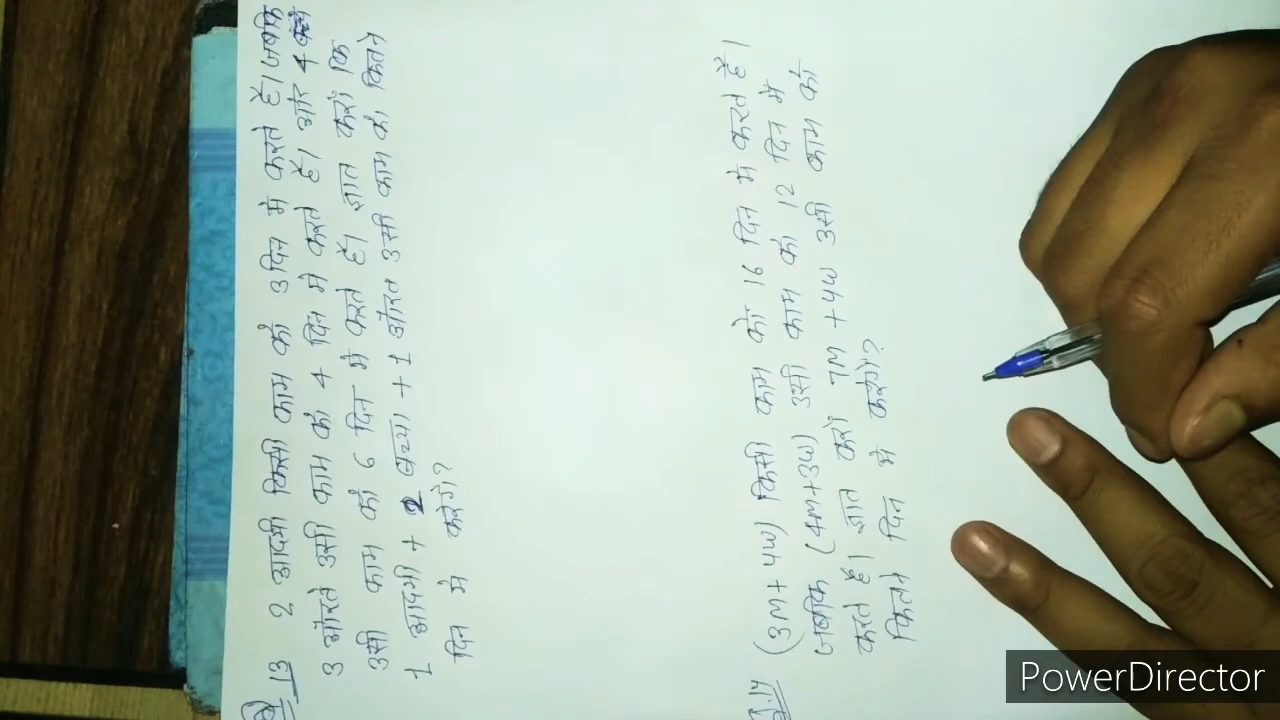 Q.13 2 आदमी किसी काम को 3 दिन में करते हैं। जबकि
3 औरते उसी काम को 4 दिन में करते हैं। और 4 बच्चे
उसी काम को 6 दिन में करते हैं। ज्ञात करो कि
1 आदमी + 2 बच्चा + 1 औरत उसी काम को कितने
दिन में करेगे?
Q.14 (3M+4W) किसी काम को 16 दिन में करते हैं।
जबकि (4M+3W) उसी काम को 12 दिन में
करते हैं। ज्ञात करो 7M+4W उसी काम को
कितने दिन में करेगे?
PowerDirector